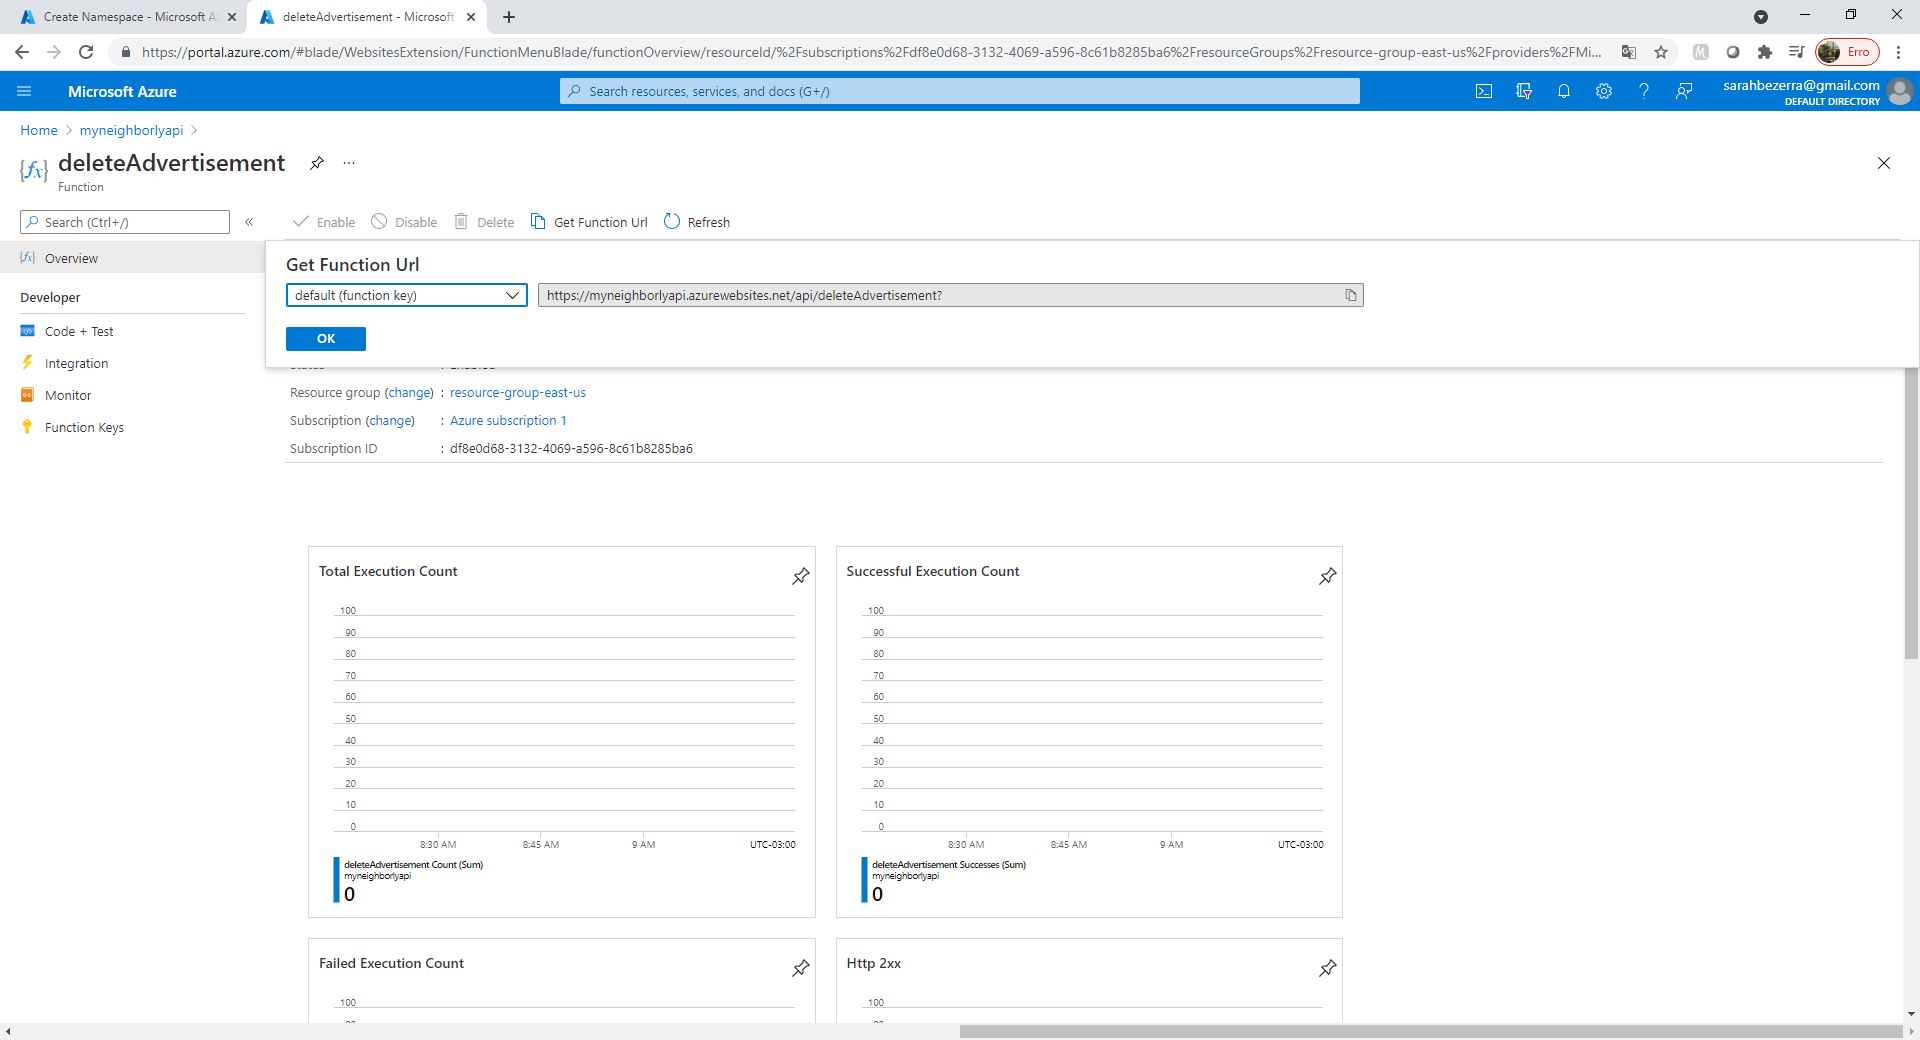 Create Namespace - Microsoft A
deleteAdvertisement - Microsoft
https://portal.azure.com/#blade/WebsitesExtension/FunctionMenuBlade/functionOverview/resourceId/%2Fsubscriptions%2Fdf8e0d68-3132-4069-a596-8c61b8285ba6%2FresourceGroups%2Fresource-group-east-us%2Fproviders%2FMi...
Erro
Microsoft Azure
Search resources, services, and docs (G+/)
sarahbezerra@gmail.com
DEFAULT DIRECTORY
Home > myneighborlyapi >
deleteAdvertisement
Function
Search (Ctrl+/)
Enable Disable Delete Get Function Url Refresh
Overview
Developer
Code + Test
Integration
Monitor
Function Keys
Get Function Url
default (function key)
https://myneighborlyapi.azurewebsites.net/api/deleteAdvertisement?
OK
Resource group (change) : resource-group-east-us
Subscription (change) : Azure subscription 1
Subscription ID : df8e0d68-3132-4069-a596-8c61b8285ba6
Total Execution Count
100
90
80
70
60
50
40
30
20
10
0
8:30 AM 8:45 AM 9 AM UTC-03:00
deleteAdvertisement Count (Sum)
myneighborlyapi
0
Successful Execution Count
100
90
80
70
60
50
40
30
20
10
0
8:30 AM 8:45 AM 9 AM UTC-03:00
deleteAdvertisement Successes (Sum)
myneighborlyapi
0
Failed Execution Count
100
Http 2xx
100